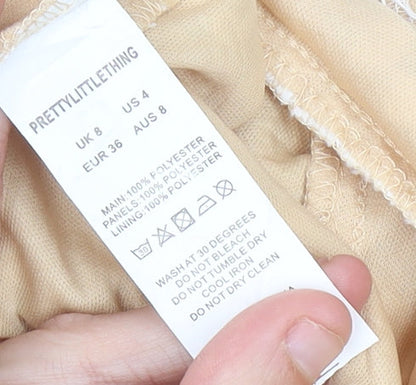 PRETTYLITTLETHING
UK 8 US 4
EUR 36 AUS 8
MAIN:100% POLYESTER
PANELS:100% POLYESTER
LINING:100% POLYESTER
30
WASH AT 30 DEGREES
DO NOT BLEACH
DO NOT TUMBLE DRY
COOL IRON
DO NOT DRY CLEAN